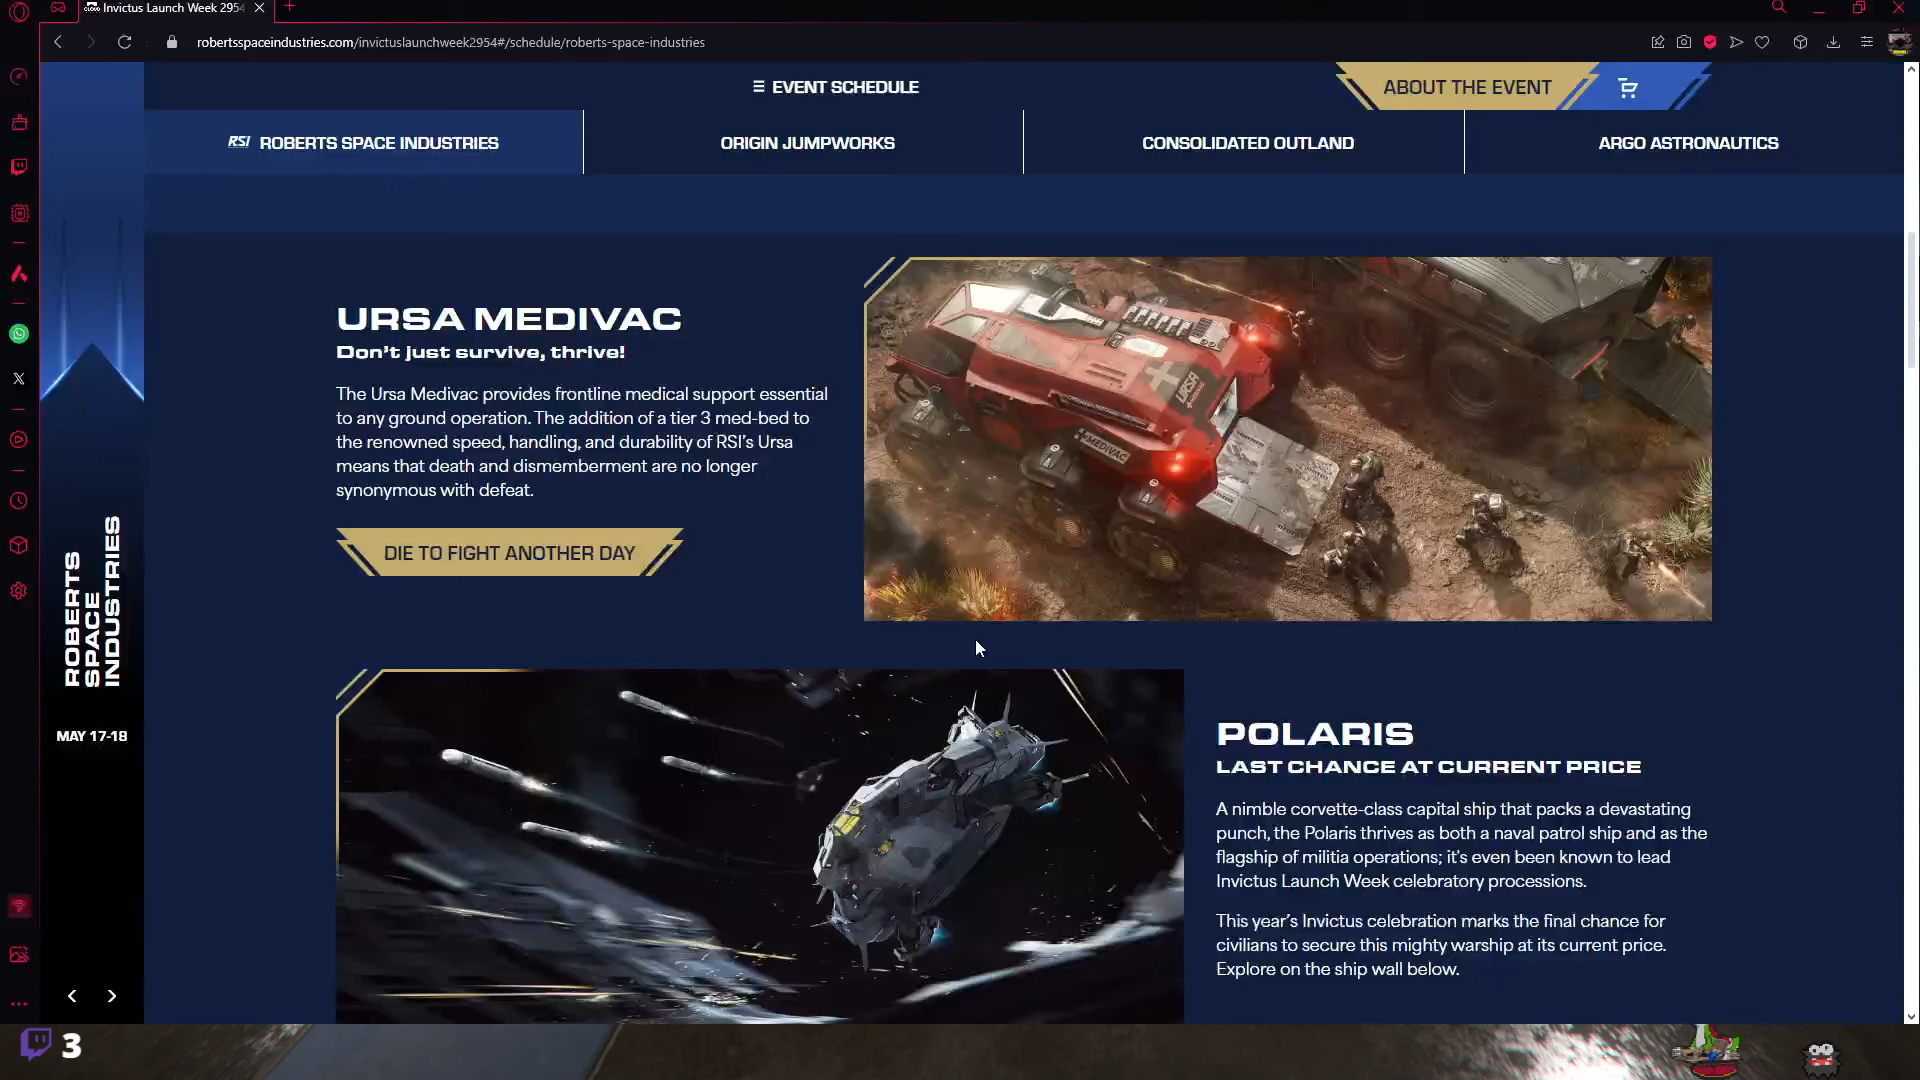 Invictus Launch Week 2954
robertsspaceindustries.com/invictuslaunchweek2954#/schedule/roberts-space-industries
EVENT SCHEDULE
ABOUT THE EVENT
RSI ROBERTS SPACE INDUSTRIES
ORIGIN JUMPWORKS
CONSOLIDATED OUTLAND
ARGO ASTRONAUTICS
URSA MEDIVAC
Don't just survive, thrive!
The Ursa Medivac provides frontline medical support essential
to any ground operation. The addition of a tier 3 med-bed to
the renowned speed, handling, and durability of RSI's Ursa
means that death and dismemberment are no longer
synonymous with defeat.
DIE TO FIGHT ANOTHER DAY
URSA
MEDIVAC
MEDIVAC
ROBERTS
SPACE
INDUSTRIES
MAY 17-18
POLARIS
LAST CHANCE AT CURRENT PRICE
A nimble corvette-class capital ship that packs a devastating
punch, the Polaris thrives as both a naval patrol ship and as the
flagship of militia operations; it's even been known to lead
Invictus Launch Week celebratory processions.
This year's Invictus celebration marks the final chance for
civilians to secure this mighty warship at its current price.
Explore on the ship wall below.
3